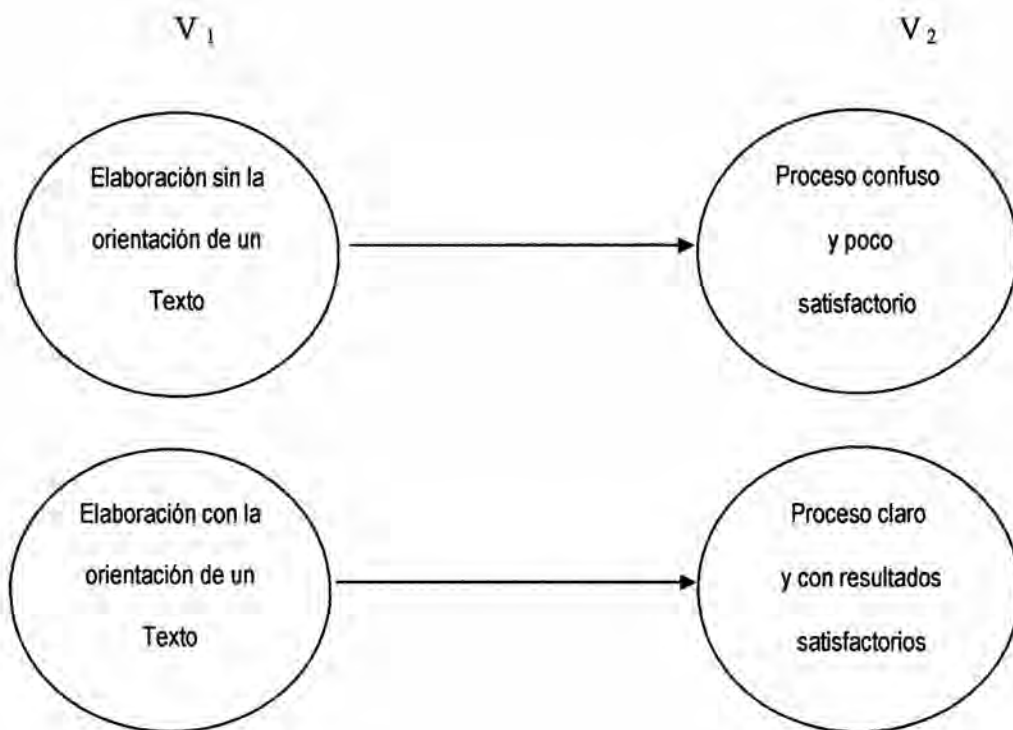 V 1
V 2
Elaboración sin la
orientación de un
Texto
Proceso confuso
y poco
satisfactorio
Elaboración con la
orientación de un
Texto
Proceso claro
y con resultados
satisfactorios